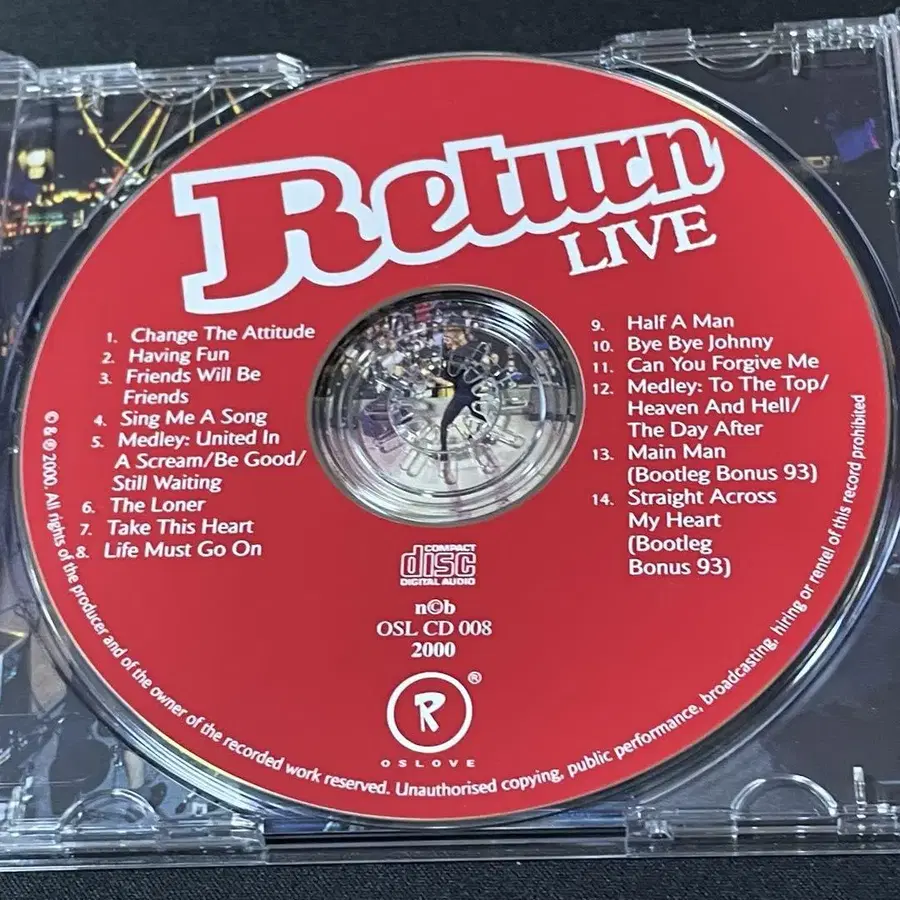 Return
LIVE
1. Change The Attitude
2. Having Fun
3. Friends Will Be
Friends
4. Sing Me A Song
5. Medley: United In
A Scream/Be Good/
Still Waiting
6. The Loner
7. Take This Heart
8. Life Must Go On
9. Half A Man
10. Bye Bye Johnny
11. Can You Forgive Me
12. Medley: To The Top/
Heaven And Hell/
The Day After
13. Main Man
(Bootleg Bonus 93)
14. Straight Across
My Heart
(Bootleg
Bonus 93)
COMPACT
disc
DIGITAL AUDIO
n©b
OSL CD 008
2000
R ®
OSLOVE
© & ℗ 2000. All rights of the producer and of the owner of the recorded work reserved. Unauthorised copying, public performance, broadcasting, hiring or rentel of this record prohibited